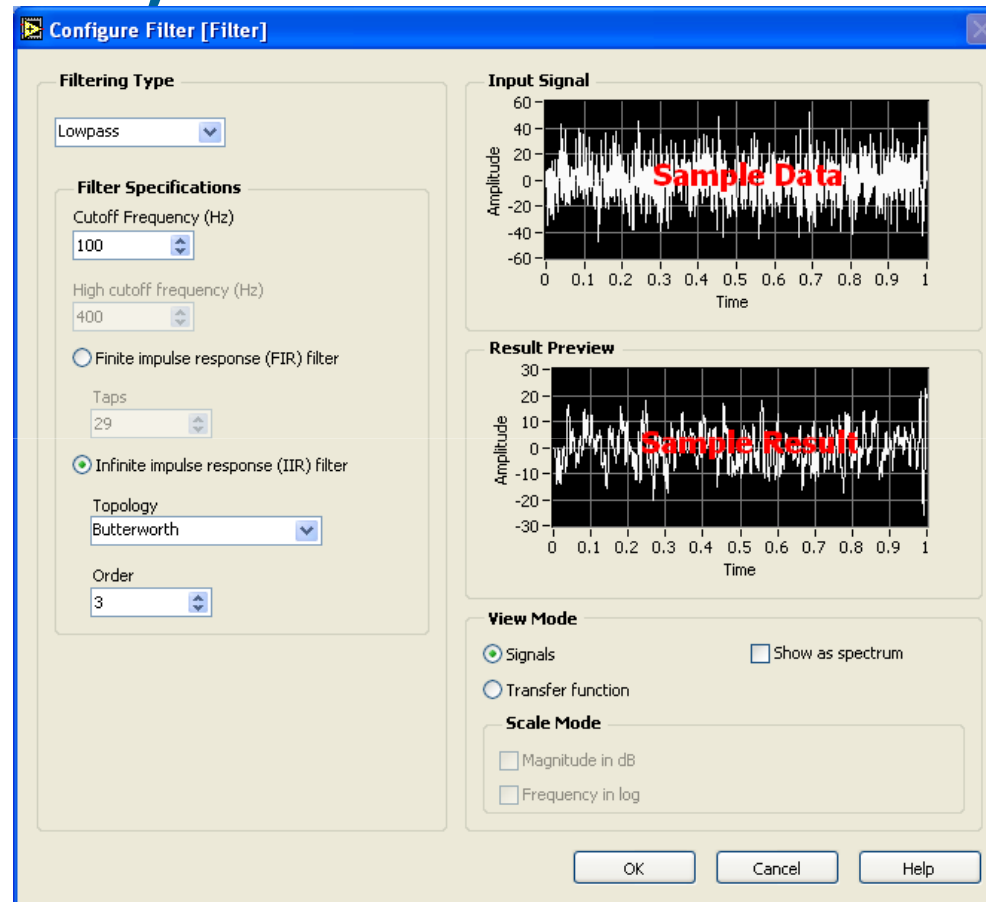 Configure Filter [Filter]
Filtering Type
Lowpass
Filter Specifications
Cutoff Frequency (Hz)
100
High cutoff frequency (Hz)
400
Finite impulse response (FIR) filter
Taps
29
Infinite impulse response (IIR) filter
Topology
Butterworth
Order
3
Input Signal
60
40
20
0
-20
-40
-60
Amplitude
Sample Data
0 0.1 0.2 0.3 0.4 0.5 0.6 0.7 0.8 0.9 1
Time
Result Preview
30
20
10
0
-10
-20
-30
Amplitude
Sample Result
0 0.1 0.2 0.3 0.4 0.5 0.6 0.7 0.8 0.9 1
Time
View Mode
Signals
Show as spectrum
Transfer function
Scale Mode
Magnitude in dB
Frequency in log
OK Cancel Help